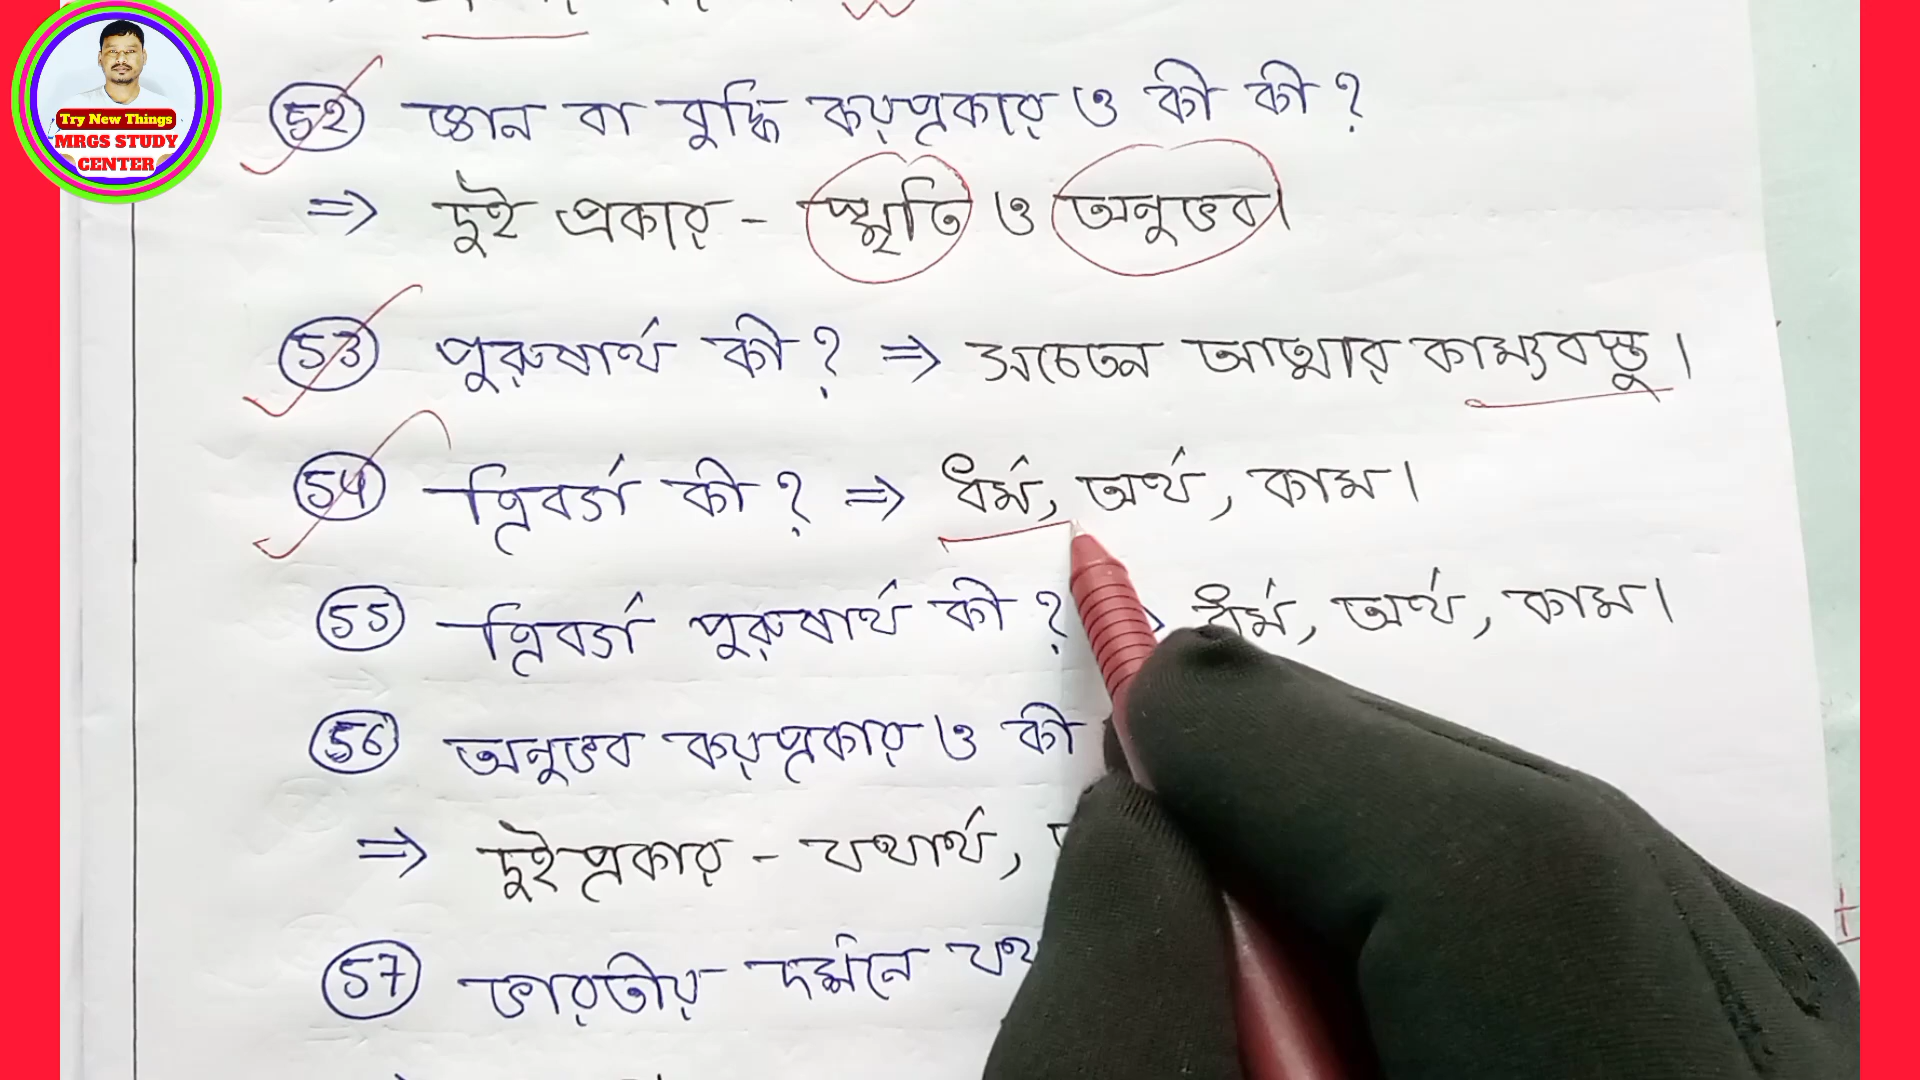 Try New Things
MRGS STUDY
CENTER
52 জ্ঞান বা বুদ্ধি কয়প্রকার ও কী কী ?
⇒ দুই প্রকার - স্মৃতি ও অনুভব।
53 পুরুষার্থ কী ? ⇒ সচেতন আত্মার কাম্যবস্তু।
54 ত্রিবর্গ কী ? ⇒ ধর্ম, অর্থ, কাম।
55 ত্রিবর্গ পুরুষার্থ কী ? ধর্ম, অর্থ, কাম।
56 অনুভব কয়প্রকার ও কী
⇒ দুইপ্রকার - যথার্থ,
57 ভারতীয় দর্শনে